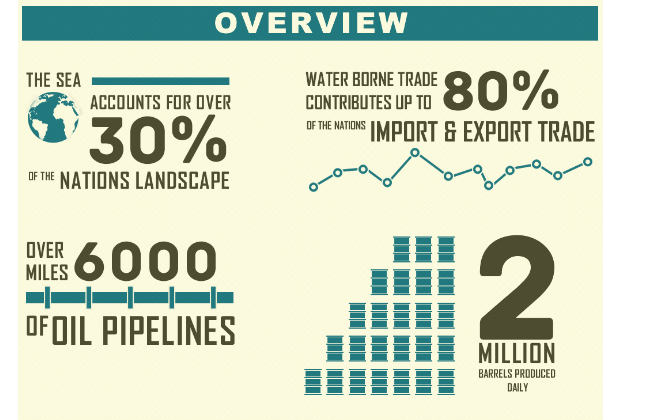 OVERVIEW
THE SEA
ACCOUNTS FOR OVER
30%
OF THE NATIONS LANDSCAPE
WATER BORNE TRADE
CONTRIBUTES UP TO 80%
OF THE NATIONS IMPORT & EXPORT TRADE
OVER
MILES 6000
OF OIL PIPELINES
2
MILLION
BARRELS PRODUCED
DAILY